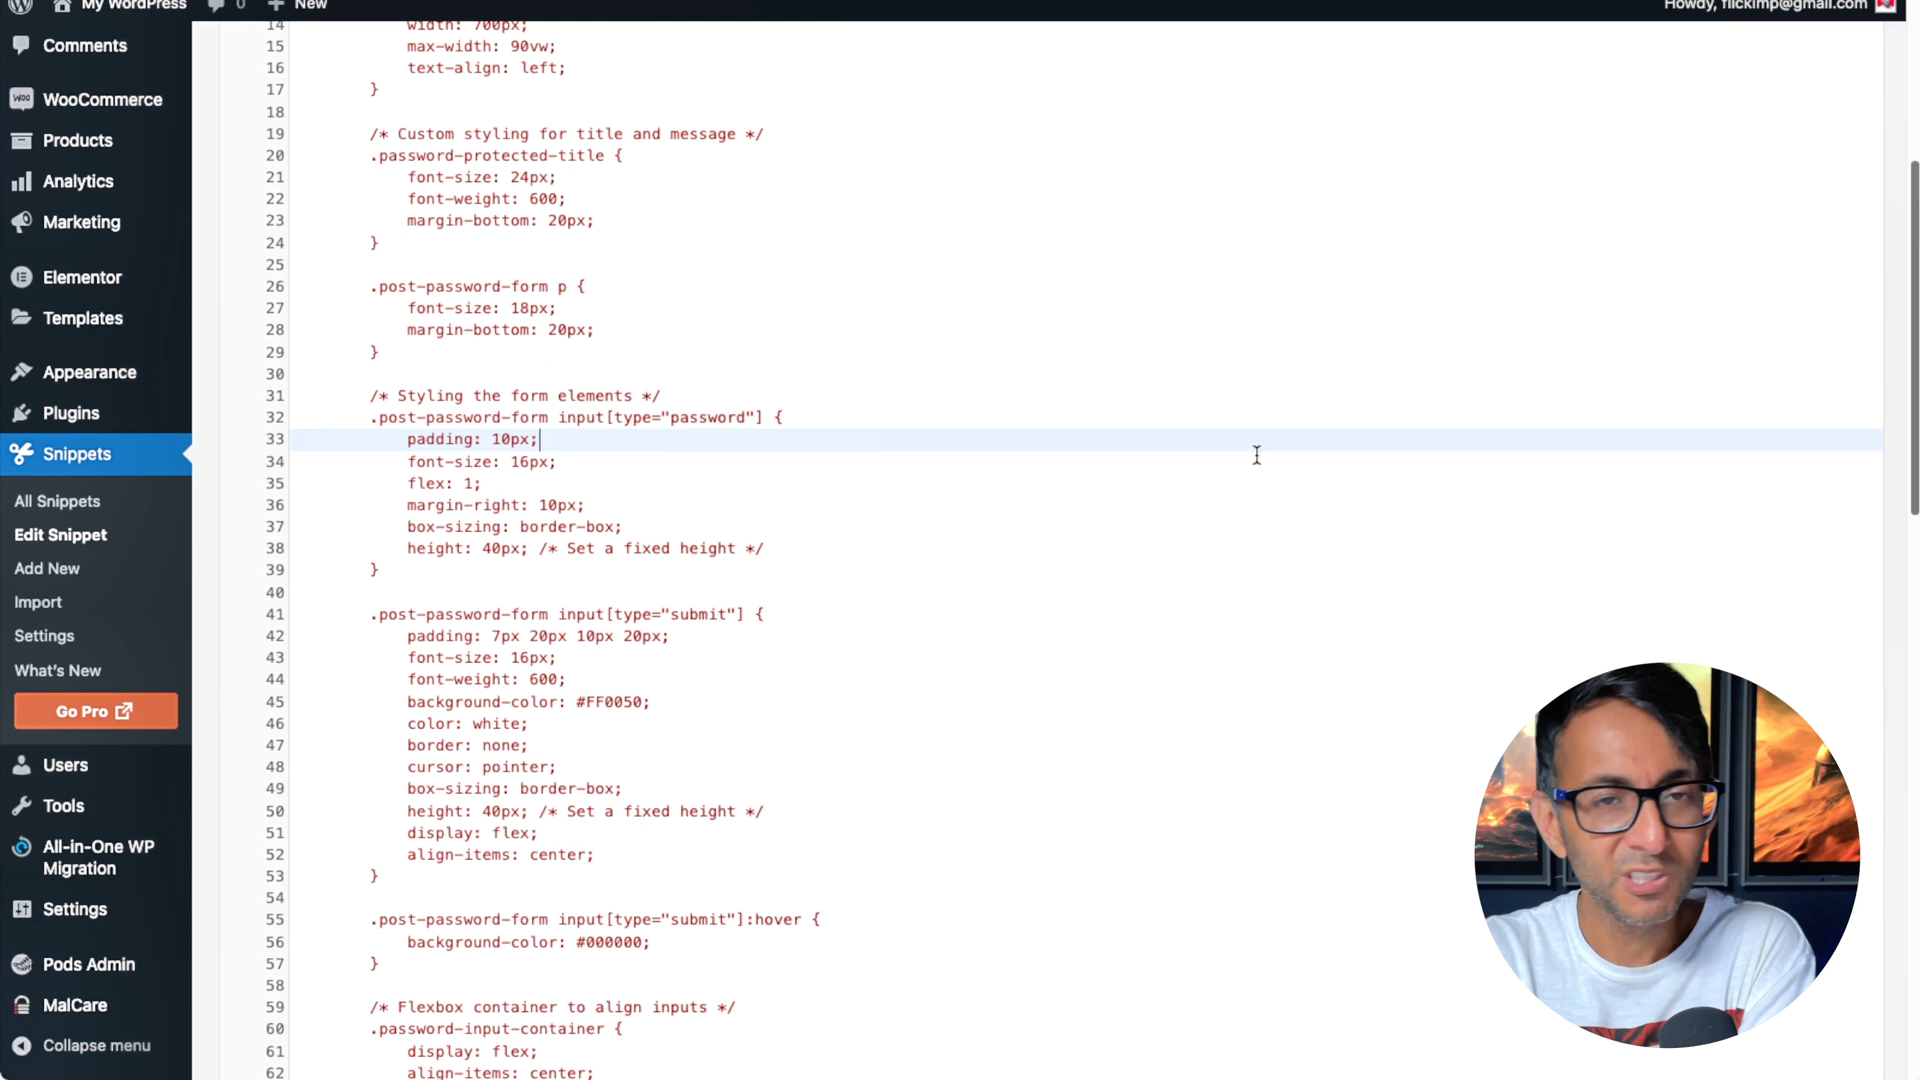 My WordPress
0
New
Howdy, flickimp@gmail.com
Comments
WooCommerce
Products
Analytics
Marketing
Elementor
Templates
Appearance
Plugins
Snippets
All Snippets
Edit Snippet
Add New
Import
Settings
What's New
Go Pro
Users
Tools
All-in-One WP
Migration
Settings
Pods Admin
MalCare
Collapse menu
14 width: 700px;
15 max-width: 90vw;
16 text-align: left;
17 }
18
19 /* Custom styling for title and message */
20 .password-protected-title {
21 font-size: 24px;
22 font-weight: 600;
23 margin-bottom: 20px;
24 }
25
26 .post-password-form p {
27 font-size: 18px;
28 margin-bottom: 20px;
29 }
30
31 /* Styling the form elements */
32 .post-password-form input[type="password"] {
33 padding: 10px;
34 font-size: 16px;
35 flex: 1;
36 margin-right: 10px;
37 box-sizing: border-box;
38 height: 40px; /* Set a fixed height */
39 }
40
41 .post-password-form input[type="submit"] {
42 padding: 7px 20px 10px 20px;
43 font-size: 16px;
44 font-weight: 600;
45 background-color: #FF0050;
46 color: white;
47 border: none;
48 cursor: pointer;
49 box-sizing: border-box;
50 height: 40px; /* Set a fixed height */
51 display: flex;
52 align-items: center;
53 }
54
55 .post-password-form input[type="submit"]:hover {
56 background-color: #000000;
57 }
58
59 /* Flexbox container to align inputs */
60 .password-input-container {
61 display: flex;
62 align-items: center;